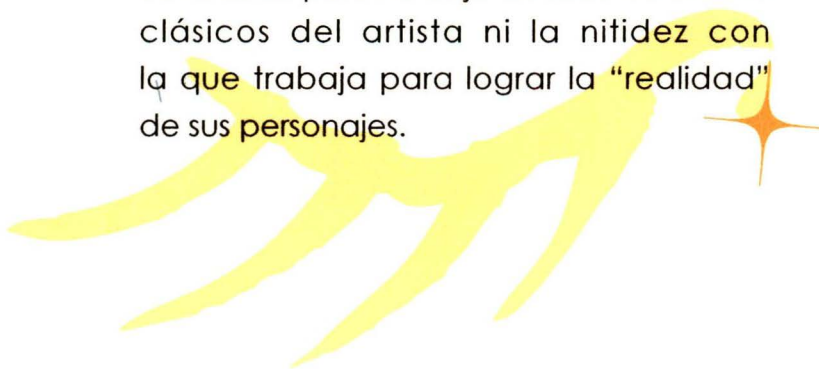 clásicos del artista ni la nitidez con
la que trabaja para lograr la “realidad”
de sus personajes.